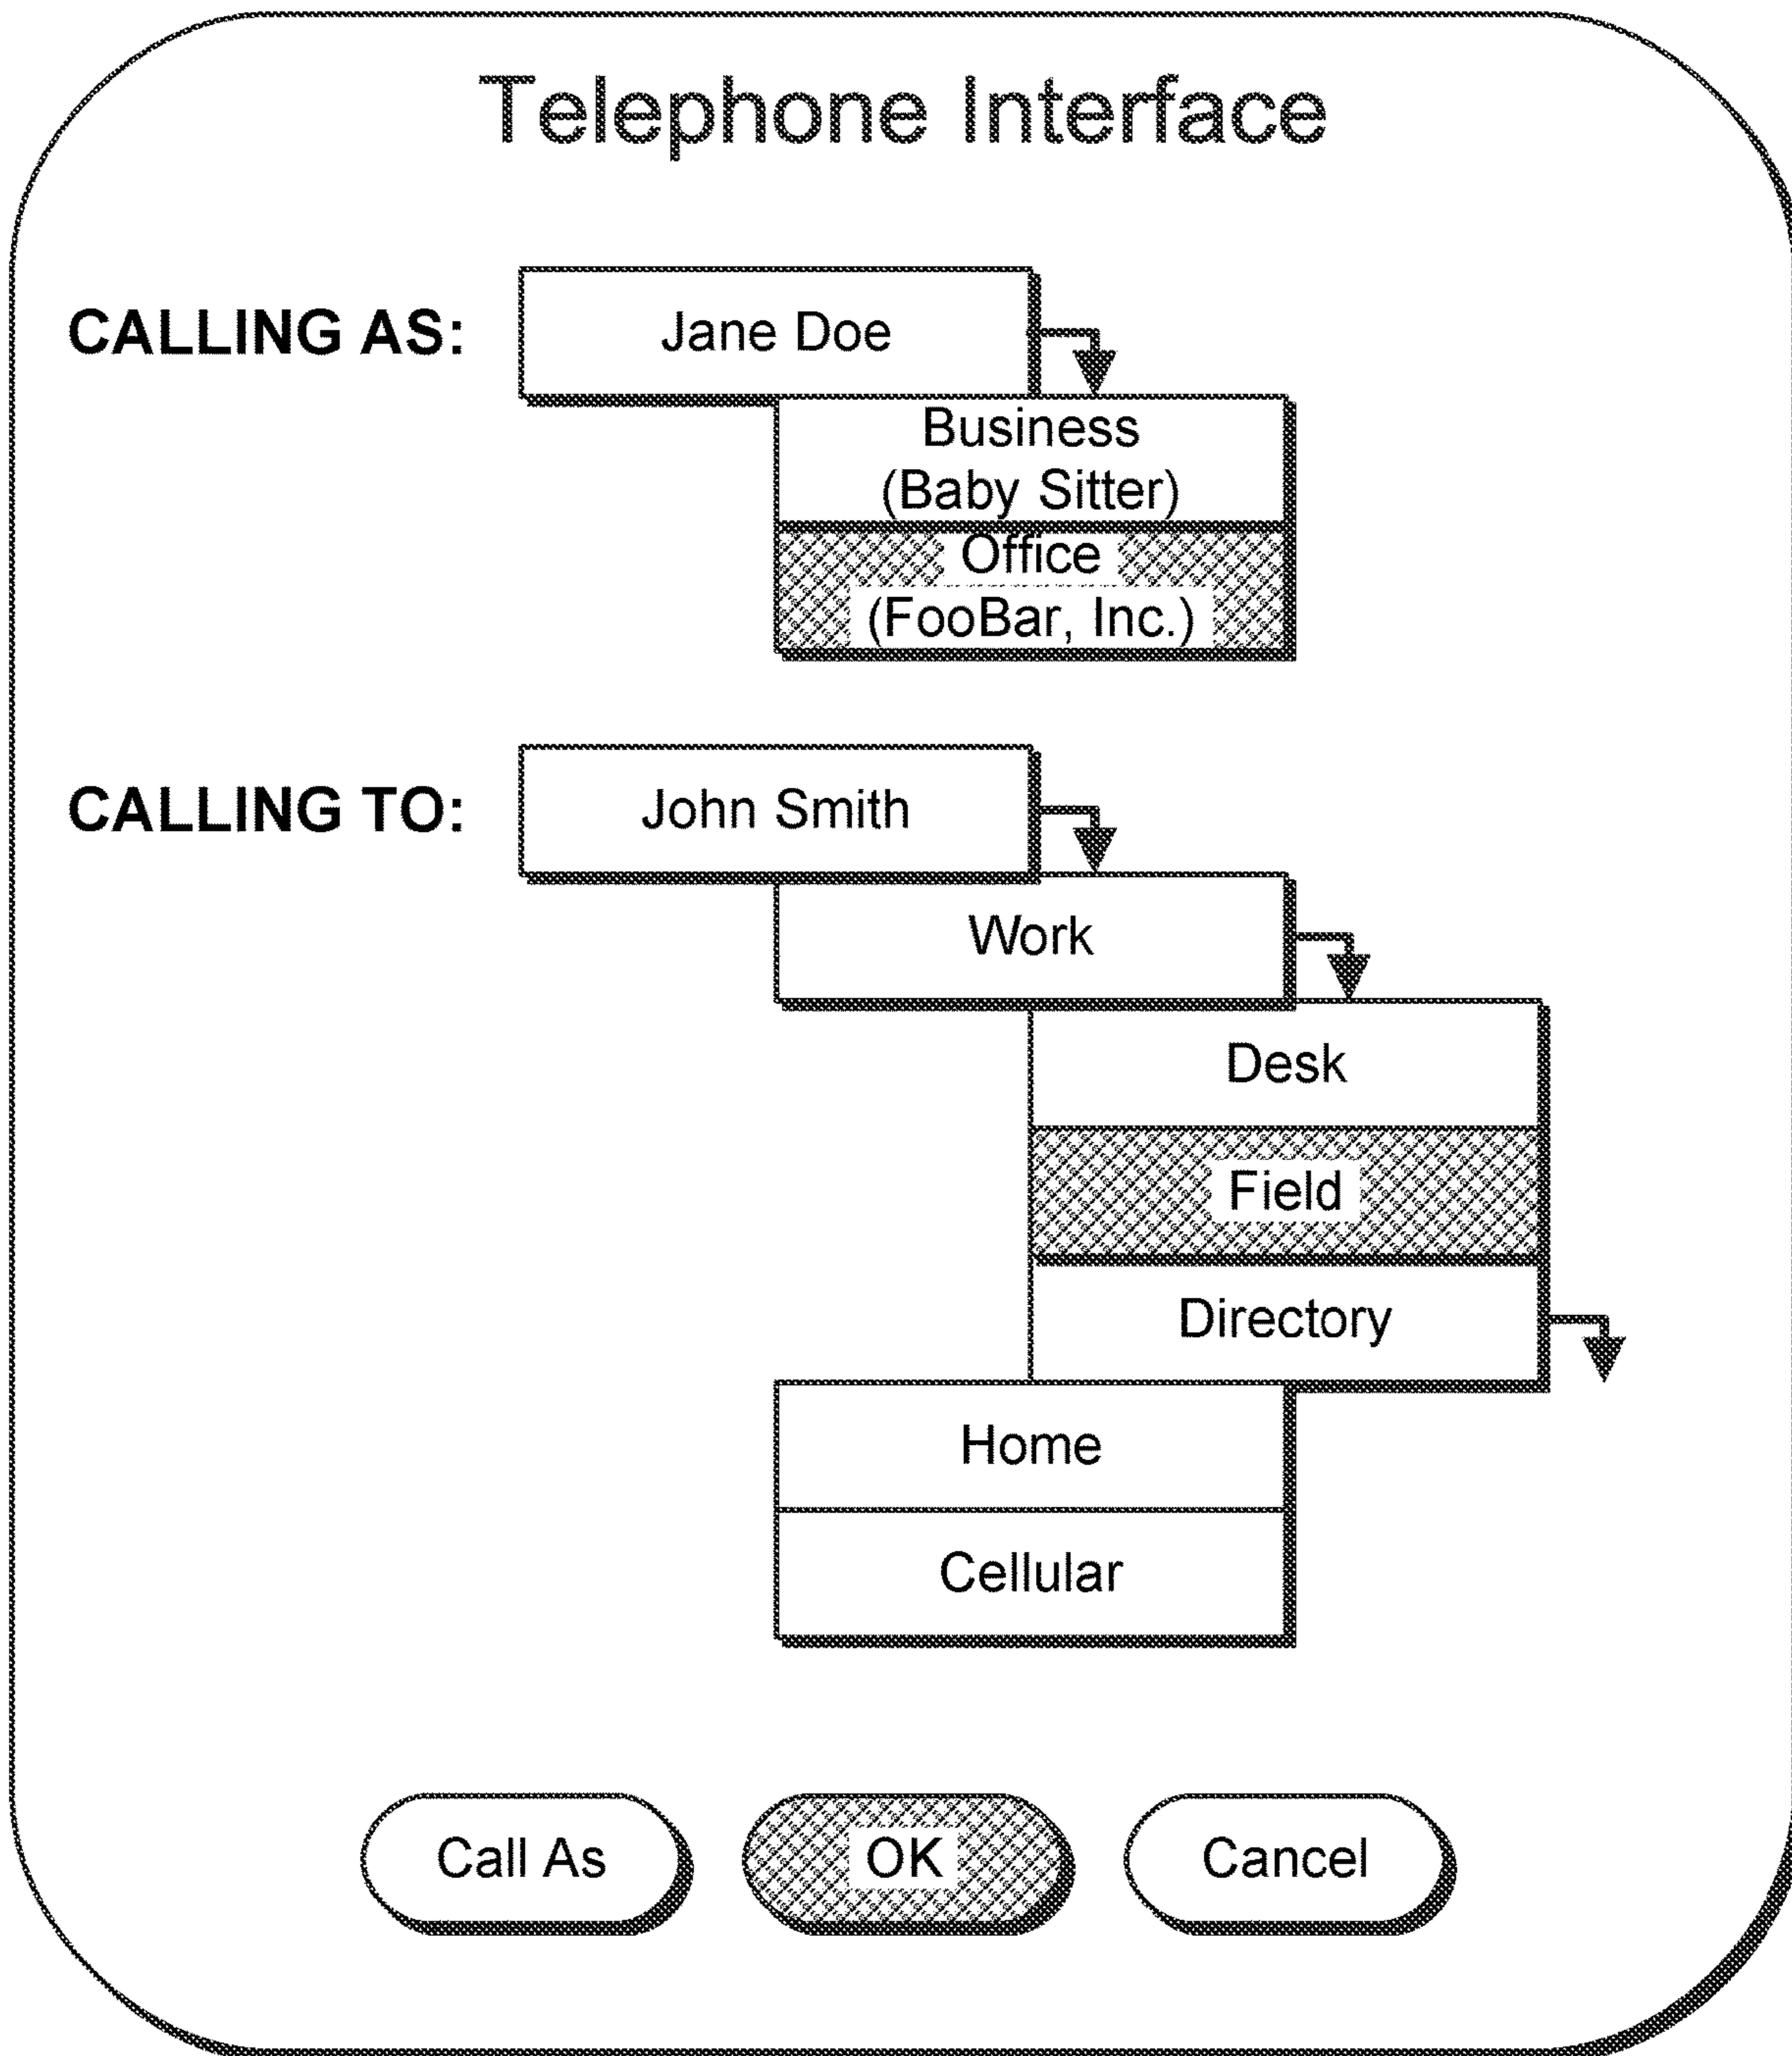 Telephone Interface
CALLING AS:
Jane Doe
Business
(Baby Sitter)
Office
(FooBar, Inc.)
CALLING TO:
John Smith
Work
Desk
Field
Directory
Home
Cellular
Call As
OK
Cancel